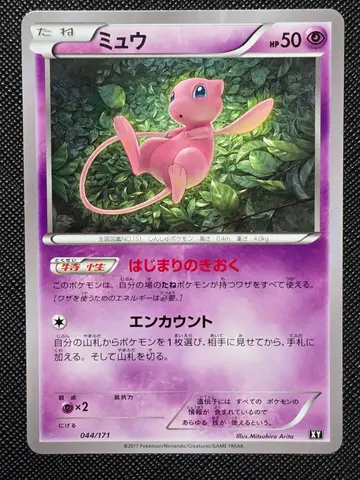 たね ミュウ HP50
全国図鑑NO.151 しんしゅポケモン 高さ：0.4m 重さ：4.0kg
特性 はじまりのきおく
このポケモンは、自分の場のたねポケモンが持つワザをすべて使える。
[ワザを使うためのエネルギーは必要。]
エンカウント
自分の山札からポケモンを1枚選び、相手に見せてから、手札に
加える。そして山札を切る。
弱点 抵抗力
×2
にげる
遺伝子には すべての ポケモンの
情報が 含まれているので
あらゆる 技が 使えるという。
044/171
Illus.Mitsuhiro Arita
XY
©2017 Pokémon/Nintendo/Creatures/GAME FREAK.